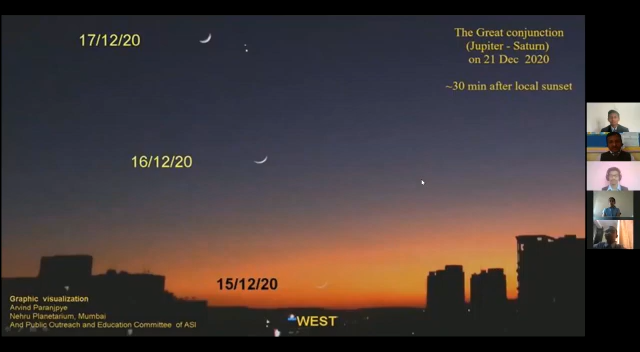 17/12/20
The Great conjunction
(Jupiter - Saturn)
on 21 Dec 2020
~30 min after local sunset
16/12/20
15/12/20
Graphic visualization
Arvind Paranjpye
Nehru Planetarium, Mumbai
And Public Outreach and Education Committee of ASI
WEST